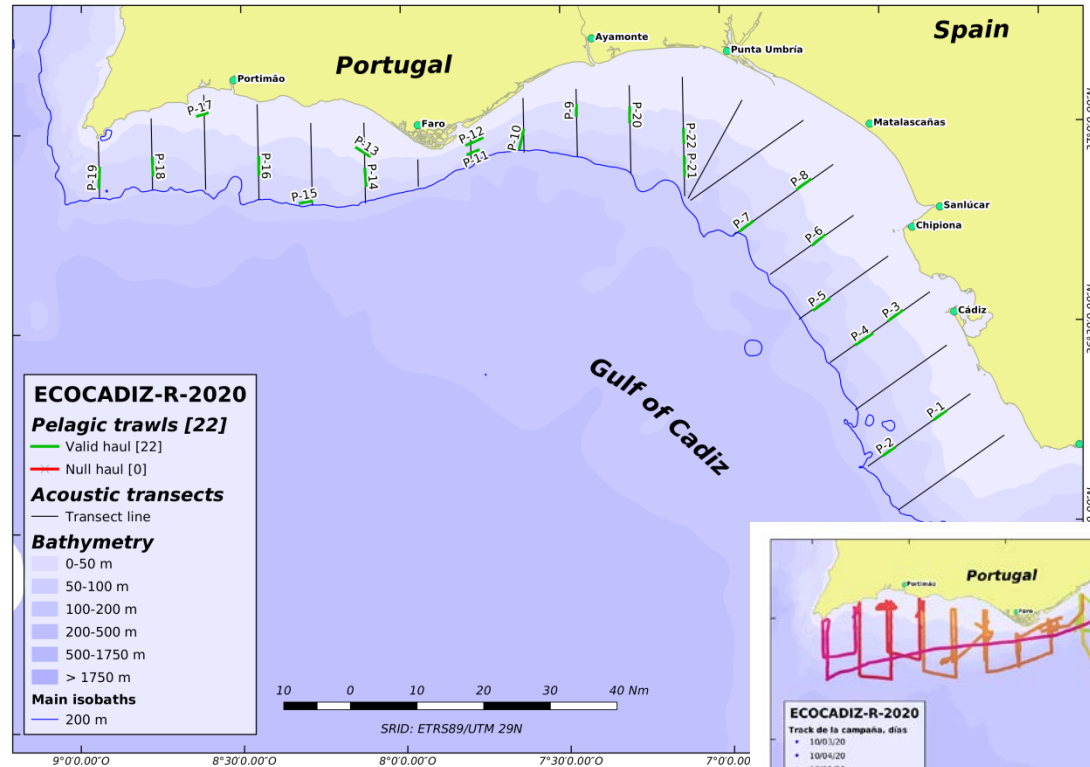 Spain
Ayamonte
Punta Umbría
Portugal
Portimão
Matalascañas
Faro
P-17
P-19
P-18
P-16
P-15
P-13
P-14
P-12
P-11
P-10
P-9
P-20
P-22
P-21
P-8
P-7
P-6
P-5
P-4
P-3
P-1
P-2
Sanlúcar
Chipiona
Cádiz
Gulf of Cadiz
ECOCADIZ-R-2020
Pelagic trawls [22]
Valid haul [22]
Null haul [0]
Acoustic transects
Transect line
Bathymetry
0-50 m
50-100 m
100-200 m
200-500 m
500-1750 m
> 1750 m
Main isobaths
200 m
10 0 10 20 30 40 Nm
SRID: ETRS89/UTM 29N
9°0'0.00"O 8°30'0.00"O 8°0'0.00"O 7°30'0.00"O
Portimão
Portugal
Faro
ECOCADIZ-R-2020
Track de la campaña, días
10/03/20
10/04/20